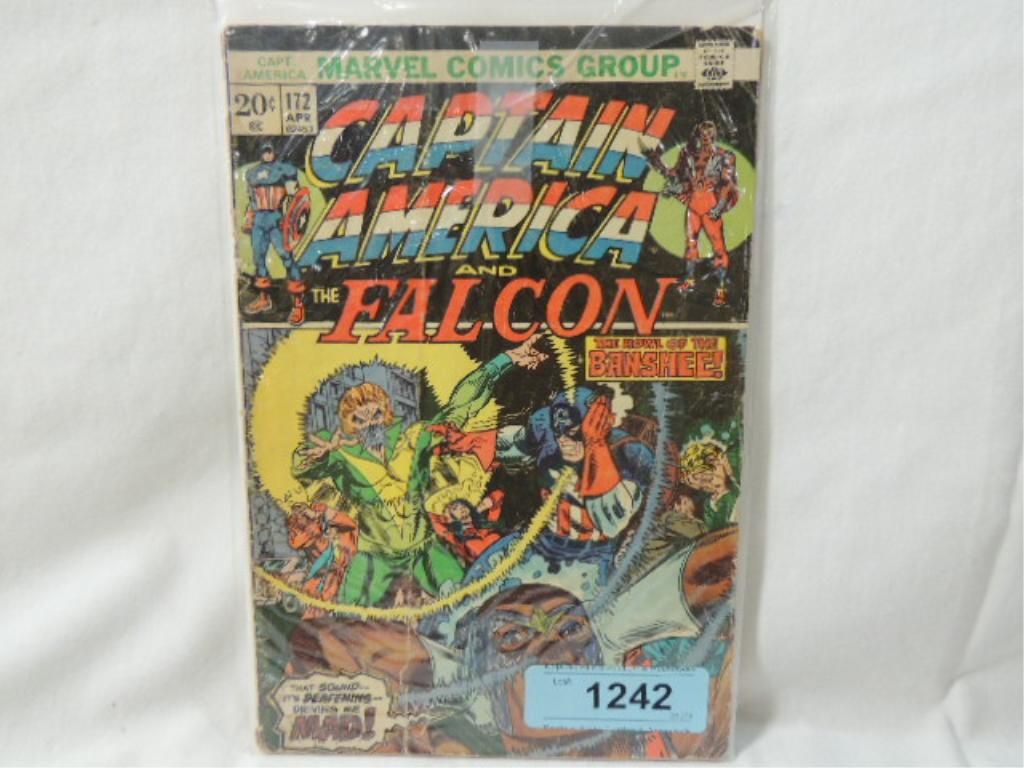 CAPT. AMERICA
MARVEL COMICS GROUP
20¢
172
APR
CAPTAIN
AMERICA
AND
THE FALCON
THE HOWL OF THE
BANSHEE!
THAT SOUND--
IT'S DEAFENING--
DRIVING ME
MAD!
Lot
1242